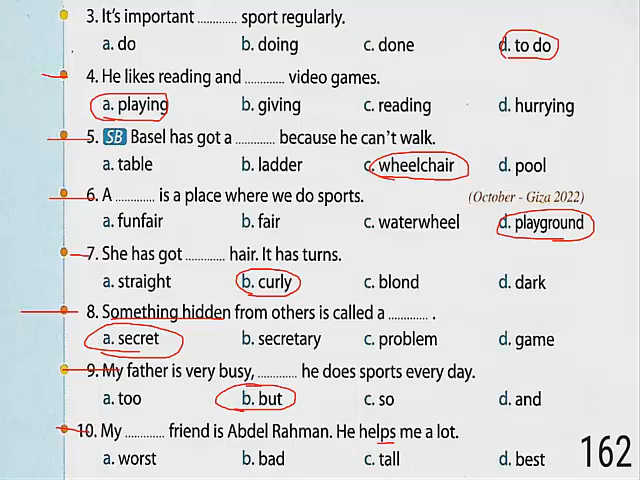 3. It's important ............ sport regularly.
a. do b. doing c. done d. to do
4. He likes reading and ............ video games.
a. playing b. giving c. reading d. hurrying
5. SB Basel has got a ............ because he can't walk.
a. table b. ladder c. wheelchair d. pool
6. A ............ is a place where we do sports. (October - Giza 2022)
a. funfair b. fair c. waterwheel d. playground
7. She has got ............ hair. It has turns.
a. straight b. curly c. blond d. dark
8. Something hidden from others is called a ............ .
a. secret b. secretary c. problem d. game
9. My father is very busy, ............ he does sports every day.
a. too b. but c. so d. and
10. My ............ friend is Abdel Rahman. He helps me a lot.
a. worst b. bad c. tall d. best
162